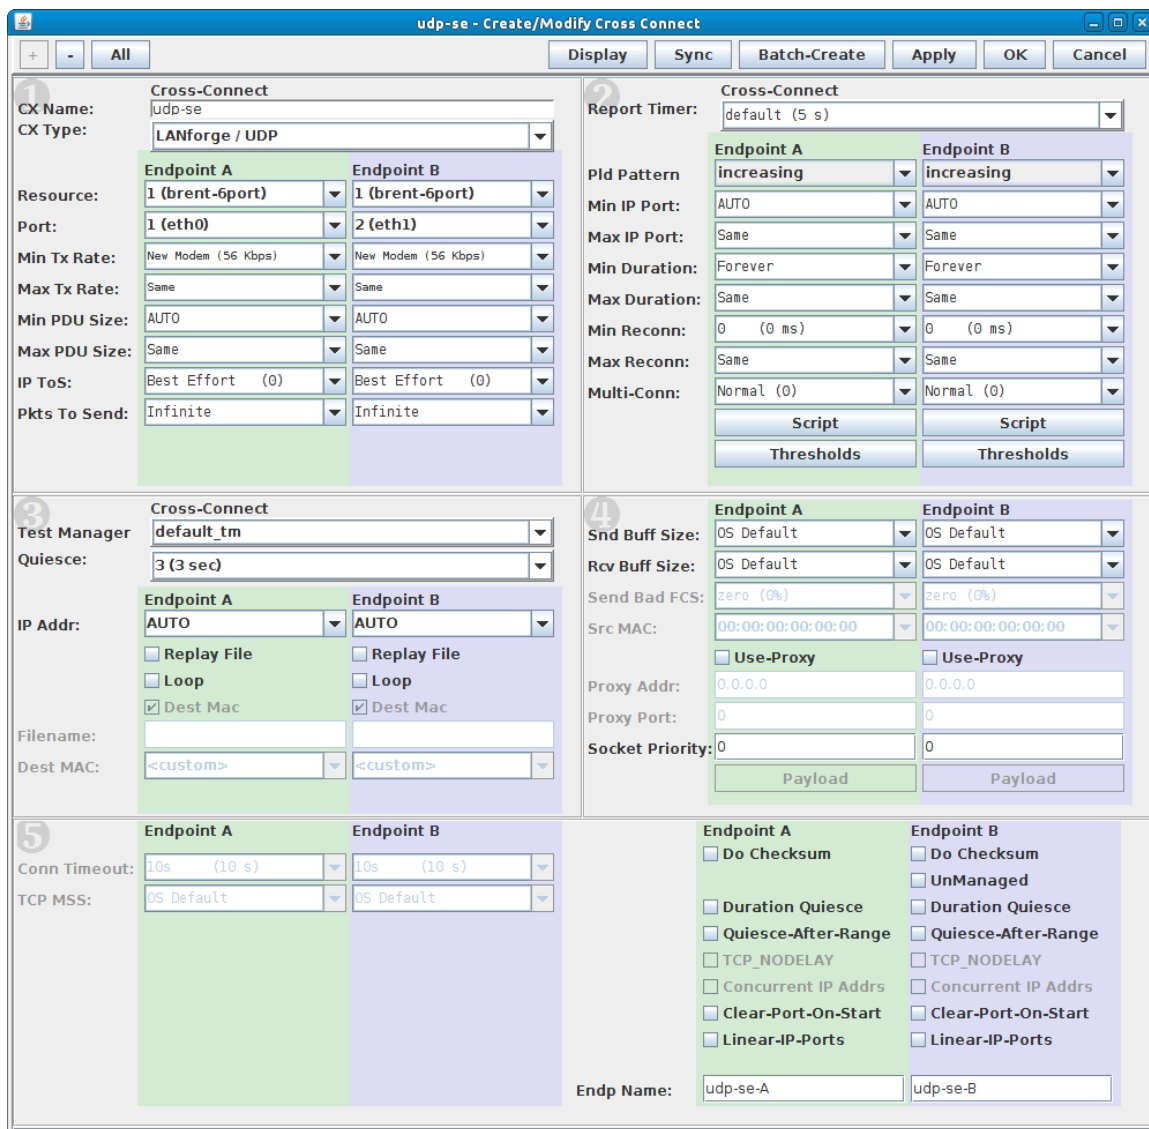 udp-se - Create/Modify Cross Connect
+ - All Display Sync Batch-Create Apply OK Cancel
1
Cross-Connect
CX Name: udp-se
CX Type: LANforge / UDP
Endpoint A Endpoint B
Resource: 1 (brent-6port) 1 (brent-6port)
Port: 1 (eth0) 2 (eth1)
Min Tx Rate: New Modem (56 Kbps) New Modem (56 Kbps)
Max Tx Rate: Same Same
Min PDU Size: AUTO AUTO
Max PDU Size: Same Same
IP ToS: Best Effort (0) Best Effort (0)
Pkts To Send: Infinite Infinite
2
Cross-Connect
Report Timer: default (5 s)
Endpoint A Endpoint B
Pld Pattern increasing increasing
Min IP Port: AUTO AUTO
Max IP Port: Same Same
Min Duration: Forever Forever
Max Duration: Same Same
Min Reconn: 0 (0 ms) 0 (0 ms)
Max Reconn: Same Same
Multi-Conn: Normal (0) Normal (0)
Script Script
Thresholds Thresholds
3
Cross-Connect
Test Manager default_tm
Quiesce: 3 (3 sec)
Endpoint A Endpoint B
IP Addr: AUTO AUTO
Replay File Replay File
Loop Loop
Dest Mac Dest Mac
Filename:
Dest MAC: <custom> <custom>
4
Endpoint A Endpoint B
Snd Buff Size: OS Default OS Default
Rcv Buff Size: OS Default OS Default
Send Bad FCS: zero (0%) zero (0%)
Src MAC: 00:00:00:00:00:00 00:00:00:00:00:00
Use-Proxy Use-Proxy
Proxy Addr: 0.0.0.0 0.0.0.0
Proxy Port: 0 0
Socket Priority: 0 0
Payload Payload
5
Endpoint A Endpoint B
Conn Timeout: 10s (10 s) 10s (10 s)
TCP MSS: OS Default OS Default
Endpoint A Endpoint B
Do Checksum Do Checksum
UnManaged
Duration Quiesce Duration Quiesce
Quiesce-After-Range Quiesce-After-Range
TCP_NODELAY TCP_NODELAY
Concurrent IP Addrs Concurrent IP Addrs
Clear-Port-On-Start Clear-Port-On-Start
Linear-IP-Ports Linear-IP-Ports
Endp Name: udp-se-A udp-se-B